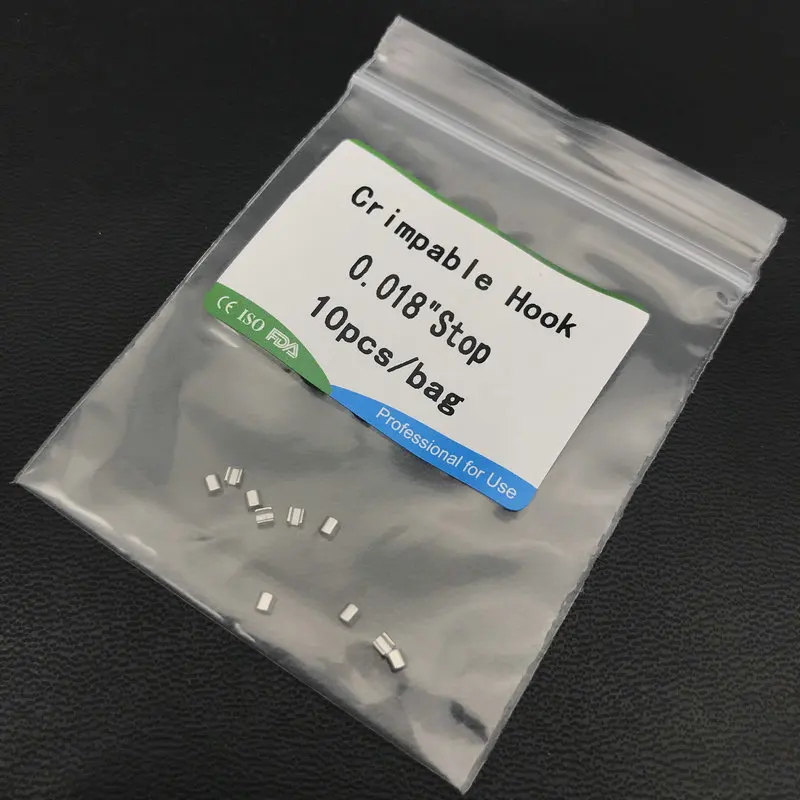 Crimpable Hook
0.018"Stop
10pcs/bag
CE ISO FDA
Professional for Use